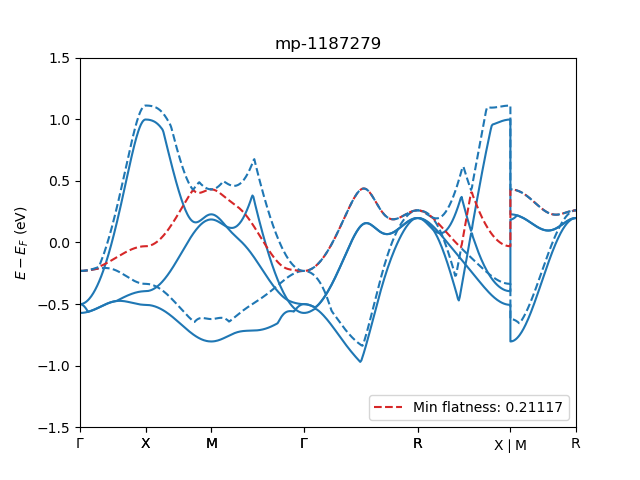 mp-1187279
E − E_F (eV)
1.5
1.0
0.5
0.0
−0.5
−1.0
−1.5
Min flatness: 0.21117
Γ X M Γ R X | M R